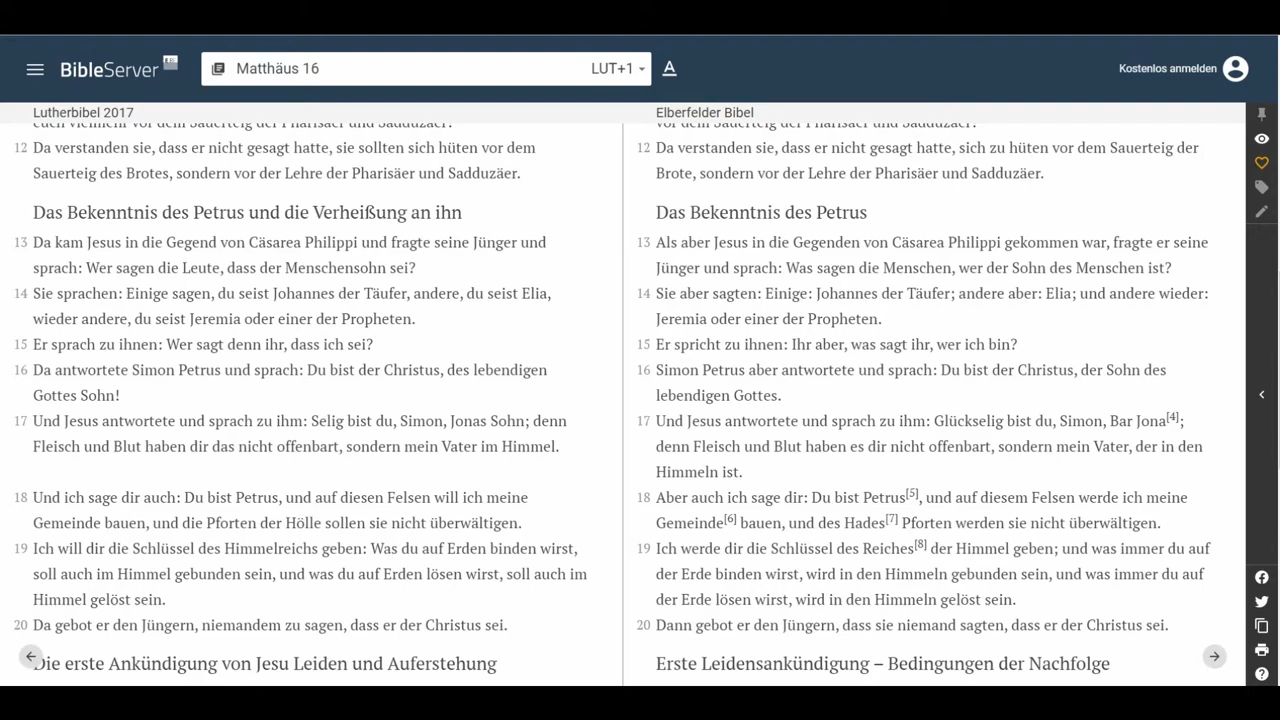 BibleServer
Matthäus 16
LUT+1
A
Kostenlos anmelden
Lutherbibel 2017
euch vielmehr vor dem Sauerteig der Pharisäer und Sadduzäer.
12 Da verstanden sie, dass er nicht gesagt hatte, sie sollten sich hüten vor dem
Sauerteig des Brotes, sondern vor der Lehre der Pharisäer und Sadduzäer.
Das Bekenntnis des Petrus und die Verheißung an ihn
13 Da kam Jesus in die Gegend von Cäsarea Philippi und fragte seine Jünger und
sprach: Wer sagen die Leute, dass der Menschensohn sei?
14 Sie sprachen: Einige sagen, du seist Johannes der Täufer, andere, du seist Elia,
wieder andere, du seist Jeremia oder einer der Propheten.
15 Er sprach zu ihnen: Wer sagt denn ihr, dass ich sei?
16 Da antwortete Simon Petrus und sprach: Du bist der Christus, des lebendigen
Gottes Sohn!
17 Und Jesus antwortete und sprach zu ihm: Selig bist du, Simon, Jonas Sohn; denn
Fleisch und Blut haben dir das nicht offenbart, sondern mein Vater im Himmel.
18 Und ich sage dir auch: Du bist Petrus, und auf diesen Felsen will ich meine
Gemeinde bauen, und die Pforten der Hölle sollen sie nicht überwältigen.
19 Ich will dir die Schlüssel des Himmelreichs geben: Was du auf Erden binden wirst,
soll auch im Himmel gebunden sein, und was du auf Erden lösen wirst, soll auch im
Himmel gelöst sein.
20 Da gebot er den Jüngern, niemandem zu sagen, dass er der Christus sei.
Die erste Ankündigung von Jesu Leiden und Auferstehung
Elberfelder Bibel
vor dem Sauerteig der Pharisäer und Sadduzäer.
12 Da verstanden sie, dass er nicht gesagt hatte, sich zu hüten vor dem Sauerteig der
Brote, sondern vor der Lehre der Pharisäer und Sadduzäer.
Das Bekenntnis des Petrus
13 Als aber Jesus in die Gegenden von Cäsarea Philippi gekommen war, fragte er seine
Jünger und sprach: Was sagen die Menschen, wer der Sohn des Menschen ist?
14 Sie aber sagten: Einige: Johannes der Täufer; andere aber: Elia; und andere wieder:
Jeremia oder einer der Propheten.
15 Er spricht zu ihnen: Ihr aber, was sagt ihr, wer ich bin?
16 Simon Petrus aber antwortete und sprach: Du bist der Christus, der Sohn des
lebendigen Gottes.
17 Und Jesus antwortete und sprach zu ihm: Glückselig bist du, Simon, Bar Jona[4];
denn Fleisch und Blut haben es dir nicht offenbart, sondern mein Vater, der in den
Himmeln ist.
18 Aber auch ich sage dir: Du bist Petrus[5], und auf diesem Felsen werde ich meine
Gemeinde[6] bauen, und des Hades[7] Pforten werden sie nicht überwältigen.
19 Ich werde dir die Schlüssel des Reiches[8] der Himmel geben; und was immer du auf
der Erde binden wirst, wird in den Himmeln gebunden sein, und was immer du auf
der Erde lösen wirst, wird in den Himmeln gelöst sein.
20 Dann gebot er den Jüngern, dass sie niemand sagten, dass er der Christus sei.
Erste Leidensankündigung – Bedingungen der Nachfolge